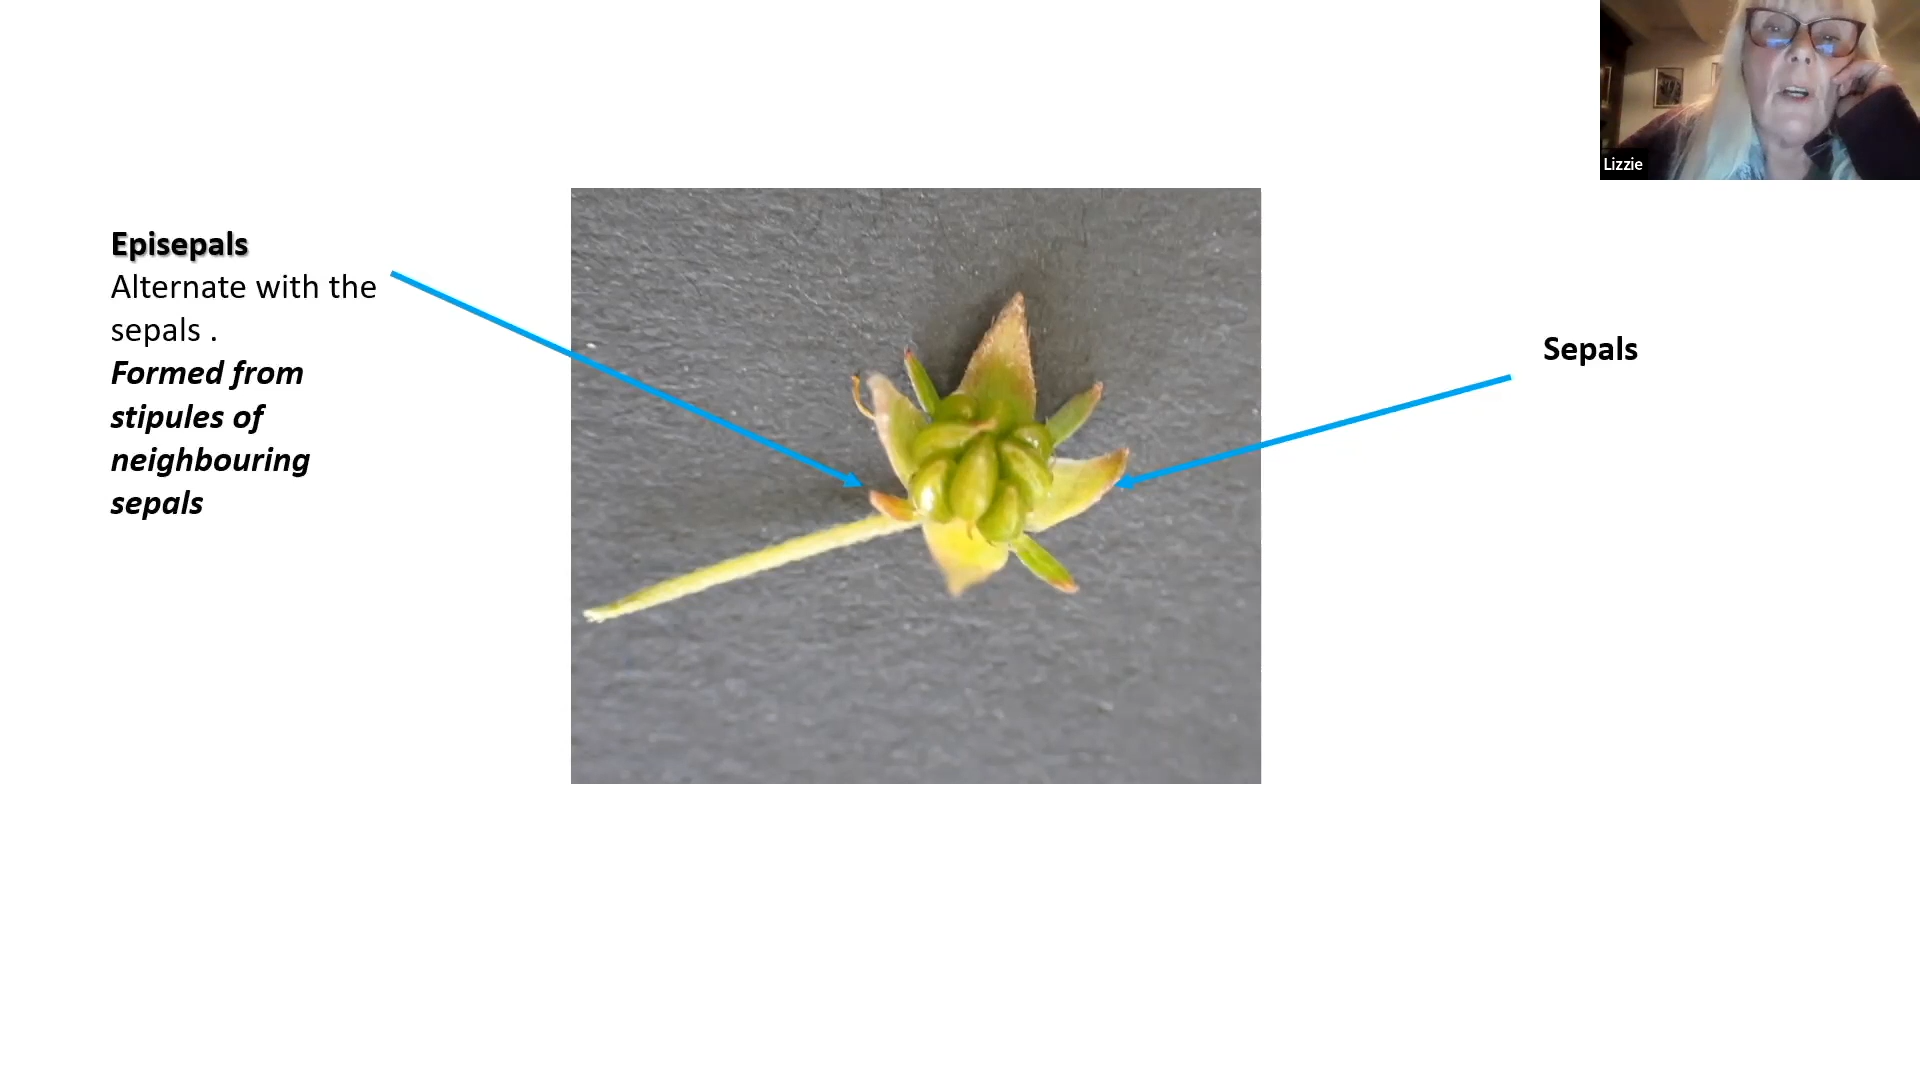 Lizzie
Episepals
Alternate with the
sepals .
Formed from
stipules of
neighbouring
sepals
Sepals